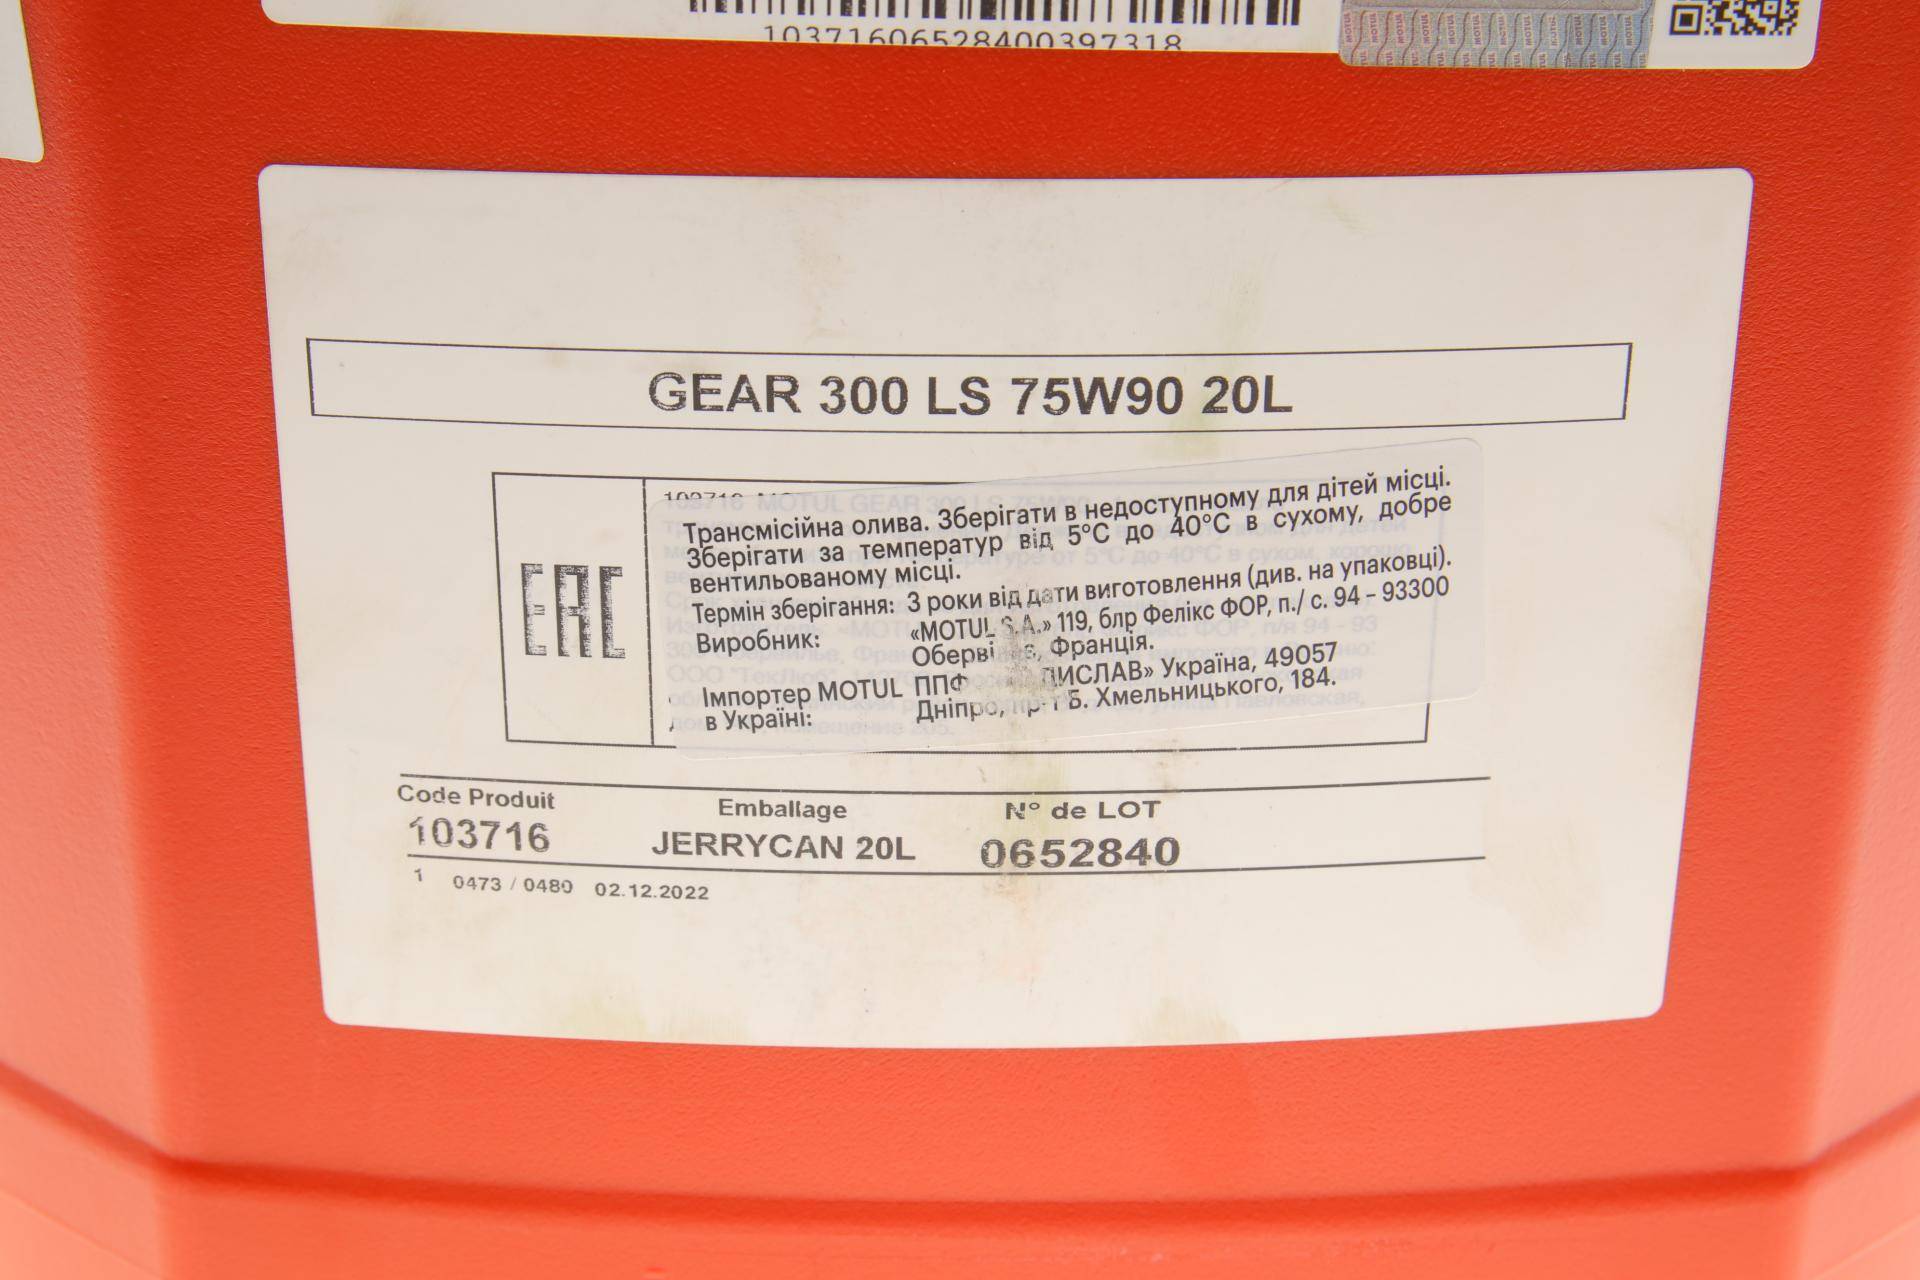 10371606528400397318
GEAR 300 LS 75W90 20L
EAC
Трансмісійна олива. Зберігати в недоступному для дітей місці.
Зберігати за температур від 5°C до 40°C в сухому, добре
вентильованому місці.
Термін зберігання: 3 роки від дати виготовлення (див. на упаковці).
Виробник: «MOTUL S.A.» 119, блр Фелікс ФОР, п./ с. 94 - 93300
Франція.
Імпортер MOTUL ППФ Україна, 49057
в Україні: Дніпро, пр-т Б. Хмельницького, 184.
Code Produit Emballage N° de LOT
103716 JERRYCAN 20L 0652840
1 0473 / 0480 02.12.2022